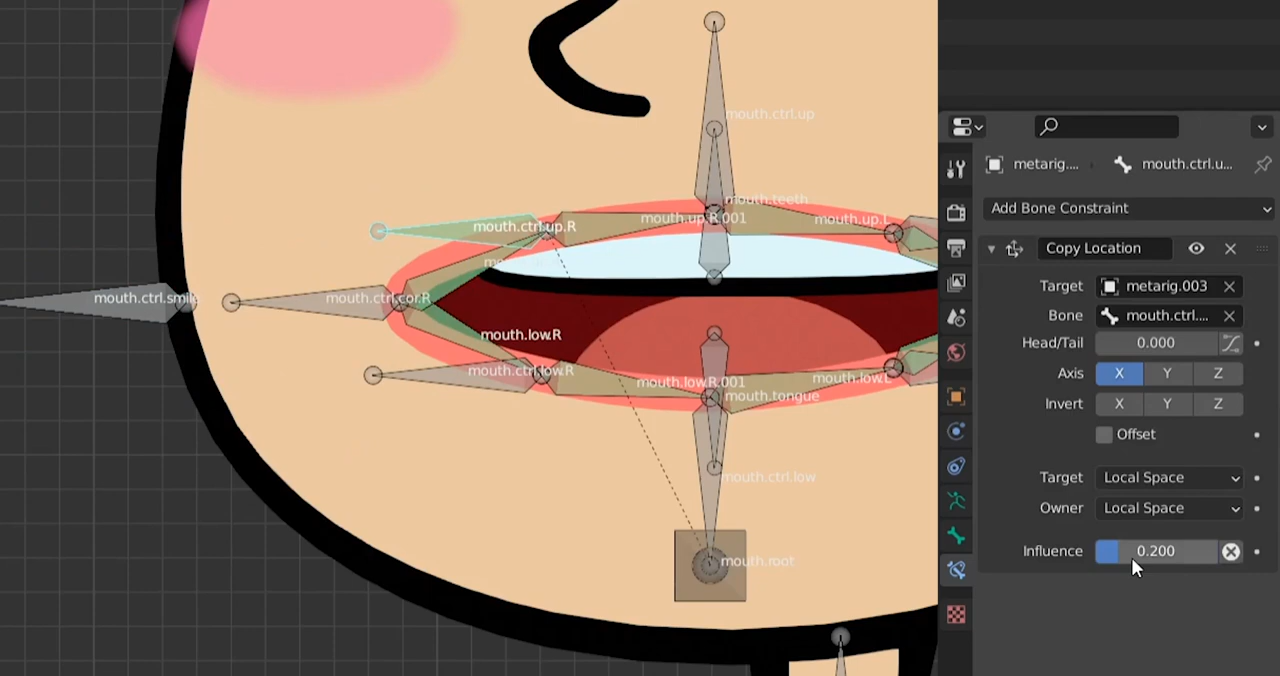 mouth.ctrl.up
mouth.teeth
mouth.up.R.001
mouth.up.L
mouth.ctrl.up.R
mouth.ctrl.smile
mouth.ctrl.cor.R
mouth.low.R
mouth.ctrl.low.R
mouth.low.R.001
mouth.low.L
mouth.tongue
mouth.ctrl.low
mouth.root
metarig.... mouth.ctrl.u...
Add Bone Constraint
Copy Location
Target metarig.003
Bone mouth.ctrl....
Head/Tail 0.000
Axis X Y Z
Invert X Y Z
Offset
Target Local Space
Owner Local Space
Influence 0.200